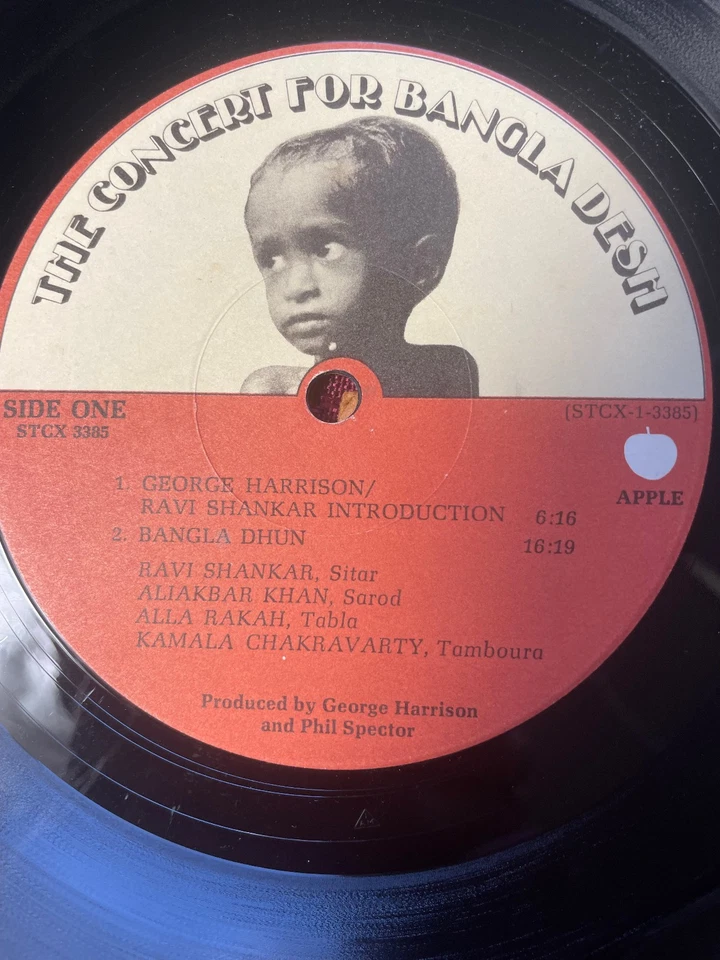 THE CONCERT FOR BANGLA DESH
SIDE ONE
STCX 3385
(STCX-1-3385)
APPLE
1. GEORGE HARRISON/
RAVI SHANKAR INTRODUCTION 6:16
2. BANGLA DHUN 16:19
RAVI SHANKAR, Sitar
ALIAKBAR KHAN, Sarod
ALLA RAKAH, Tabla
KAMALA CHAKRAVARTY, Tamboura
Produced by George Harrison
and Phil Spector